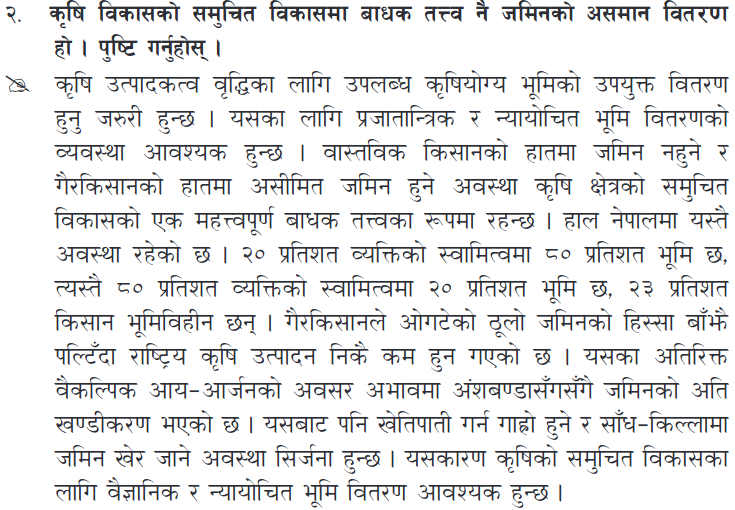 २. कृषि विकासको समुचित विकासमा बाधक तत्त्व नै जमिनको असमान वितरण
हो । पुष्टि गर्नुहोस् ।
कृषि उत्पादकत्व वृद्धिका लागि उपलब्ध कृषियोग्य भूमिको उपयुक्त वितरण
हुनु जरुरी हुन्छ । यसका लागि प्रजातान्त्रिक र न्यायोचित भूमि वितरणको
व्यवस्था आवश्यक हुन्छ । वास्तविक किसानको हातमा जमिन नहुने र
गैरकिसानको हातमा असीमित जमिन हुने अवस्था कृषि क्षेत्रको समुचित
विकासको एक महत्त्वपूर्ण बाधक तत्त्वका रूपमा रहन्छ । हाल नेपालमा यस्तै
अवस्था रहेको छ । २० प्रतिशत व्यक्तिको स्वामित्वमा ८० प्रतिशत भूमि छ,
त्यस्तै ८० प्रतिशत व्यक्तिको स्वामित्वमा २० प्रतिशत भूमि छ, २३ प्रतिशत
किसान भूमिविहीन छन् । गैरकिसानले ओगटेको ठूलो जमिनको हिस्सा बाँझै
पल्टिँदा राष्ट्रिय कृषि उत्पादन निकै कम हुन गएको छ । यसका अतिरिक्त
वैकल्पिक आय-आर्जनको अवसर अभावमा अंशबण्डासँगसँगै जमिनको अति
खण्डीकरण भएको छ । यसबाट पनि खेतिपाती गर्न गाह्रो हुने र साँध-किल्लामा
जमिन खेर जाने अवस्था सिर्जना हुन्छ । यसकारण कृषिको समुचित विकासका
लागि वैज्ञानिक र न्यायोचित भूमि वितरण आवश्यक हुन्छ ।